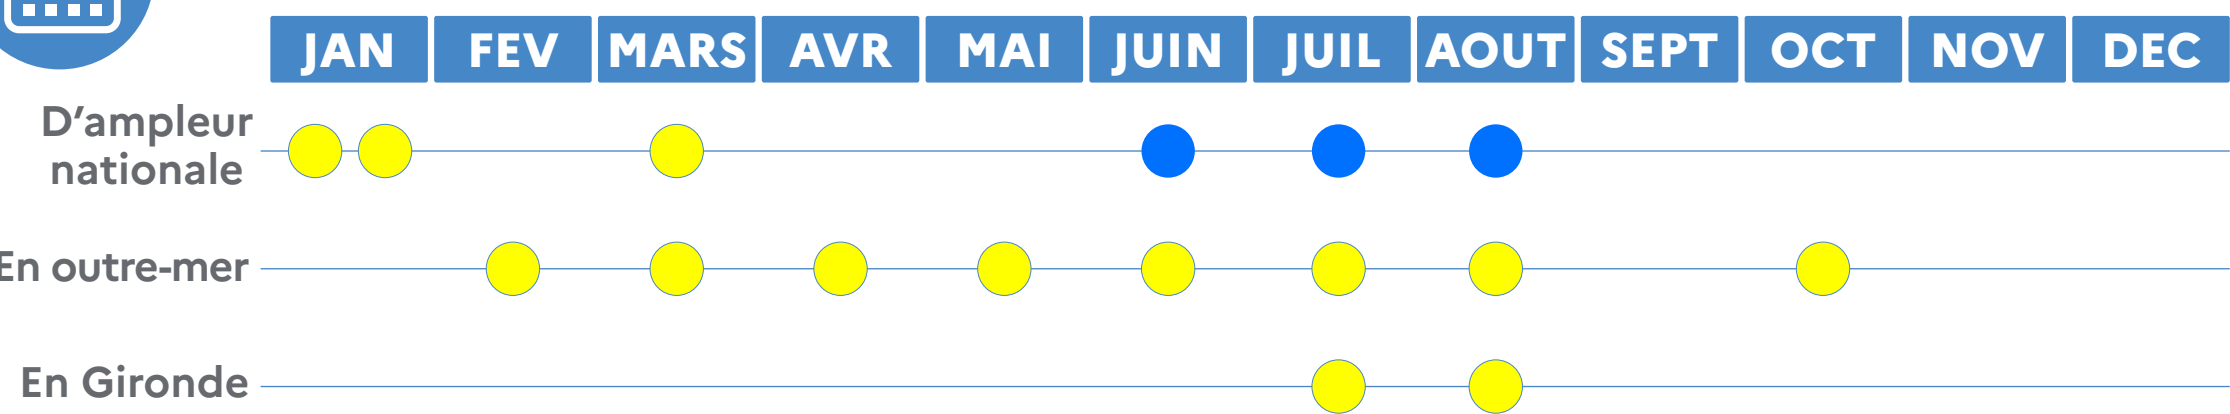 JAN FEV MARS AVR MAI JUIN JUIL AOUT SEPT OCT NOV DEC
D’ampleur
nationale
En outre-mer
En Gironde